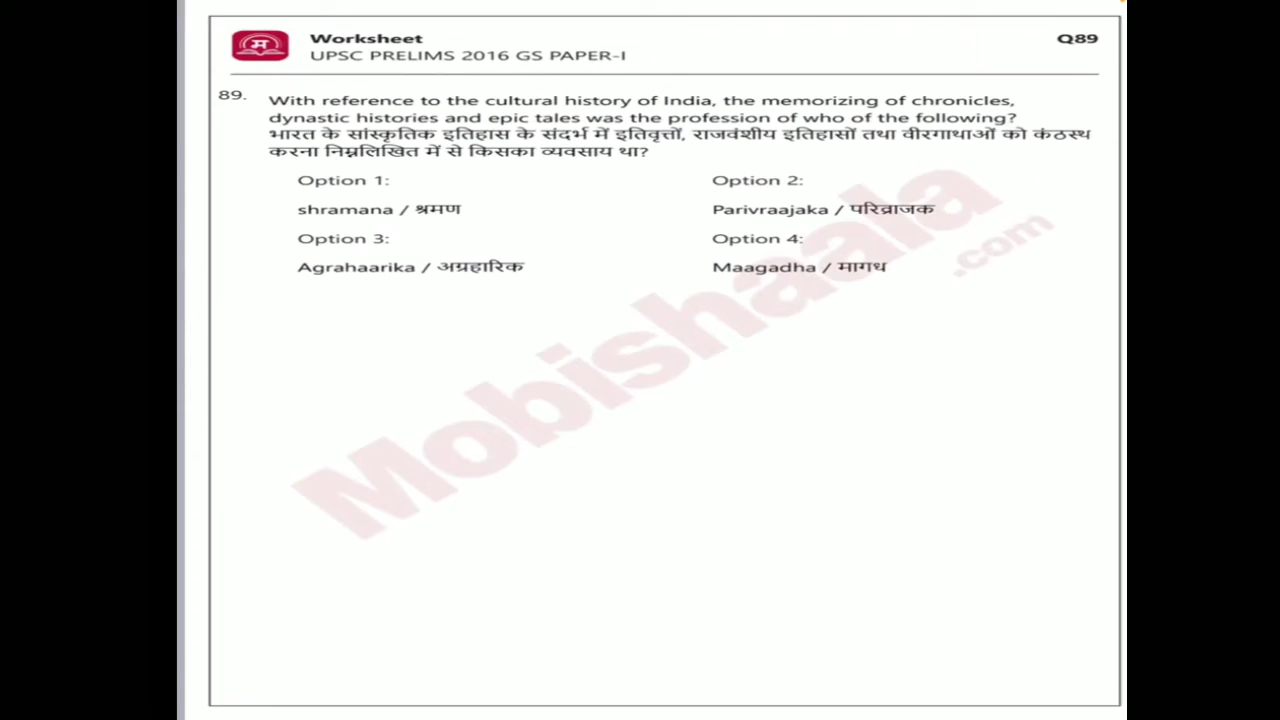 म
Worksheet
UPSC PRELIMS 2016 GS PAPER-I
Q89
89.
With reference to the cultural history of India, the memorizing of chronicles,
dynastic histories and epic tales was the profession of who of the following?
भारत के सांस्कृतिक इतिहास के संदर्भ में इतिवृत्तों, राजवंशीय इतिहासों तथा वीरगाथाओं को कंठस्थ
करना निम्नलिखित में से किसका व्यवसाय था?
Option 1:
shramana / श्रमण
Option 2:
Parivraajaka / परिव्राजक
Option 3:
Agrahaarika / अग्रहारिक
Option 4:
Maagadha / मागध
Mobishaala
.com